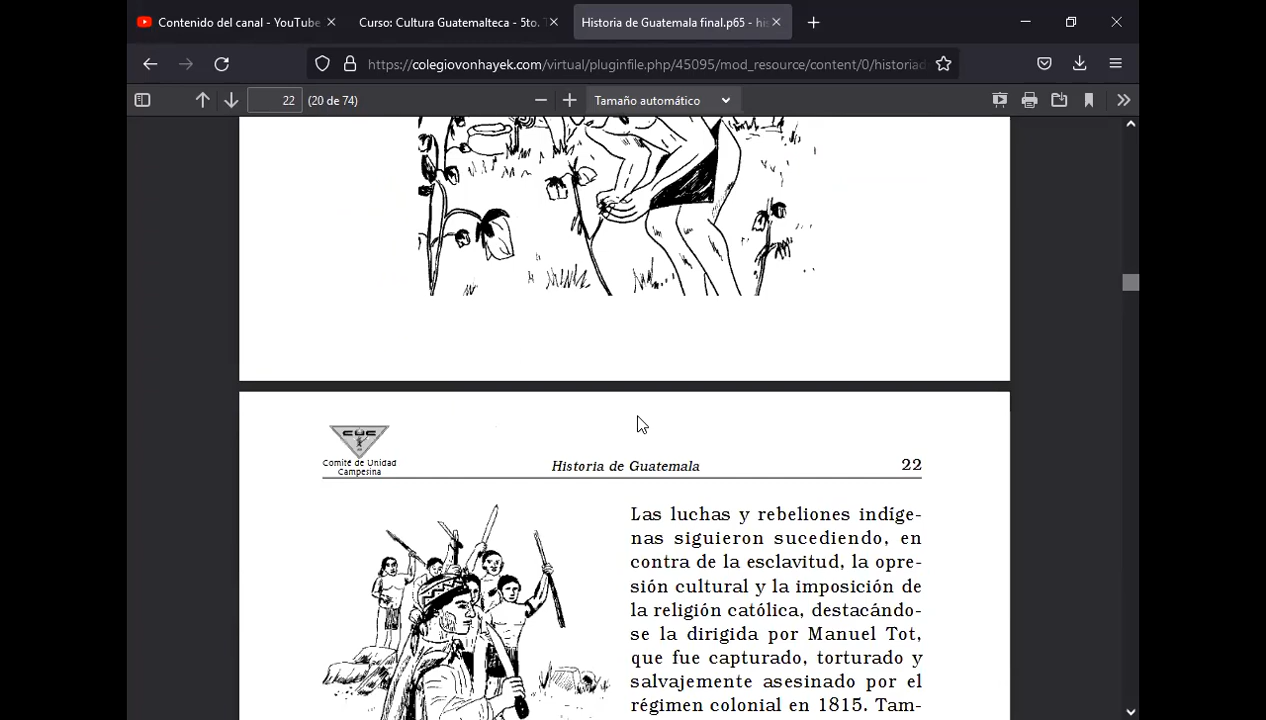 Contenido del canal - YouTube
Curso: Cultura Guatemalteca - 5to.
Historia de Guatemala final.p65 - his
https://colegiovonhayek.com/virtual/pluginfile.php/45095/mod_resource/content/0/historiad
22
(20 de 74)
Tamaño automático
CUC
Comité de Unidad
Campesina
Historia de Guatemala
22
Las luchas y rebeliones indíge-
nas siguieron sucediendo, en
contra de la esclavitud, la opre-
sión cultural y la imposición de
la religión católica, destacándo-
se la dirigida por Manuel Tot,
que fue capturado, torturado y
salvajemente asesinado por el
régimen colonial en 1815. Tam-